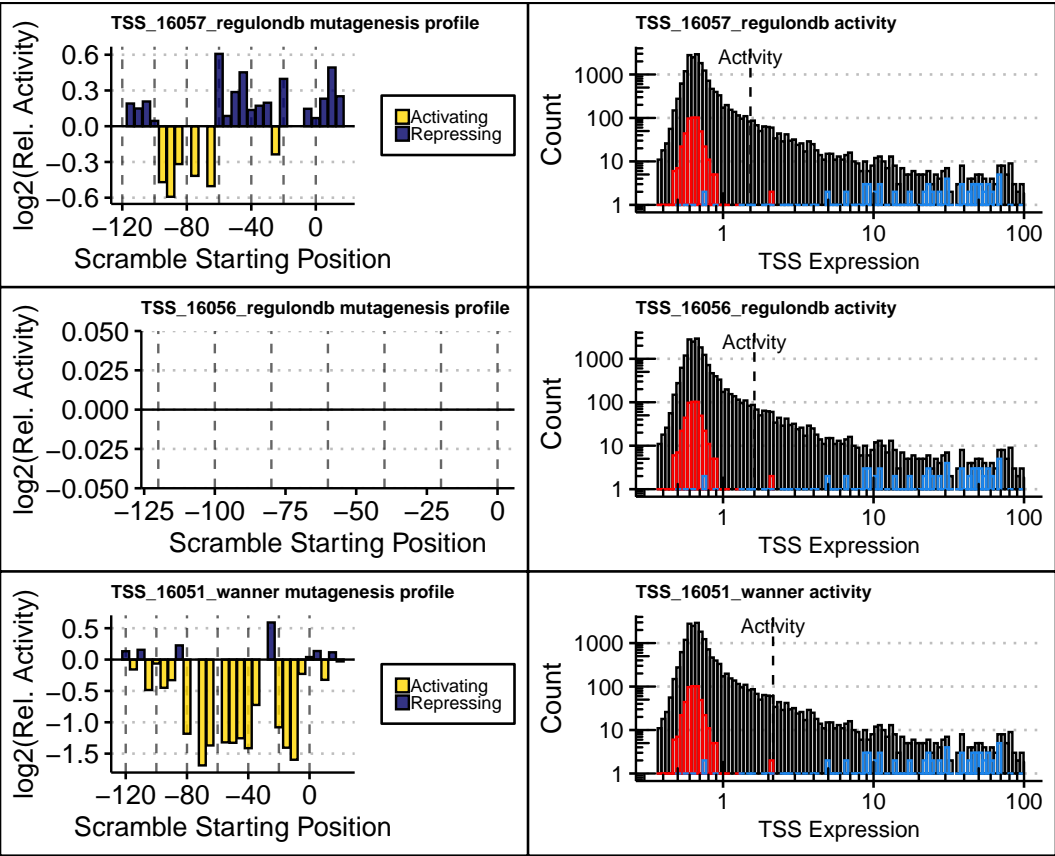 TSS_16057_regulondb mutagenesis profile
log2(Rel. Activity)
0.6
0.3
0.0
−0.3
−0.6
−120 −80 −40 0
Scramble Starting Position
Activating
Repressing
TSS_16057_regulondb activity
Activity
Count
1000
100
10
1
1 10 100
TSS Expression
TSS_16056_regulondb mutagenesis profile
log2(Rel. Activity)
0.050
0.025
0.000
−0.025
−0.050
−125 −100 −75 −50 −25 0
Scramble Starting Position
TSS_16056_regulondb activity
Activity
Count
1000
100
10
1
1 10 100
TSS Expression
TSS_16051_wanner mutagenesis profile
log2(Rel. Activity)
0.5
0.0
−0.5
−1.0
−1.5
−120 −80 −40 0
Scramble Starting Position
Activating
Repressing
TSS_16051_wanner activity
Activity
Count
1000
100
10
1
1 10 100
TSS Expression